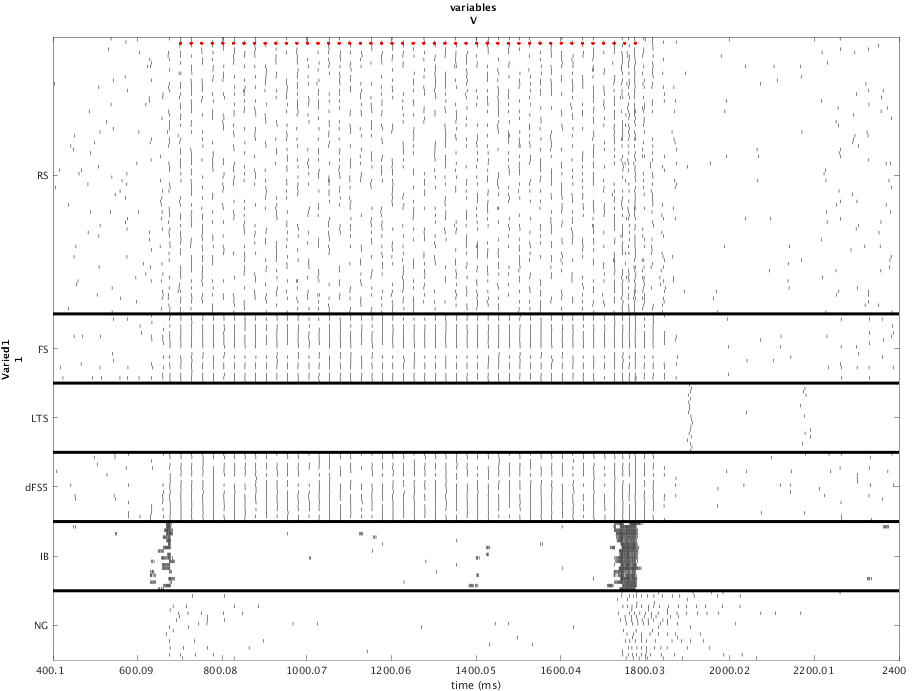 variables
V
RS
FS
LTS
dFS5
IB
NG
Varied1
1
400.1 600.09 800.08 1000.07 1200.06 1400.05 1600.04 1800.03 2000.02 2200.01 2400
time (ms)